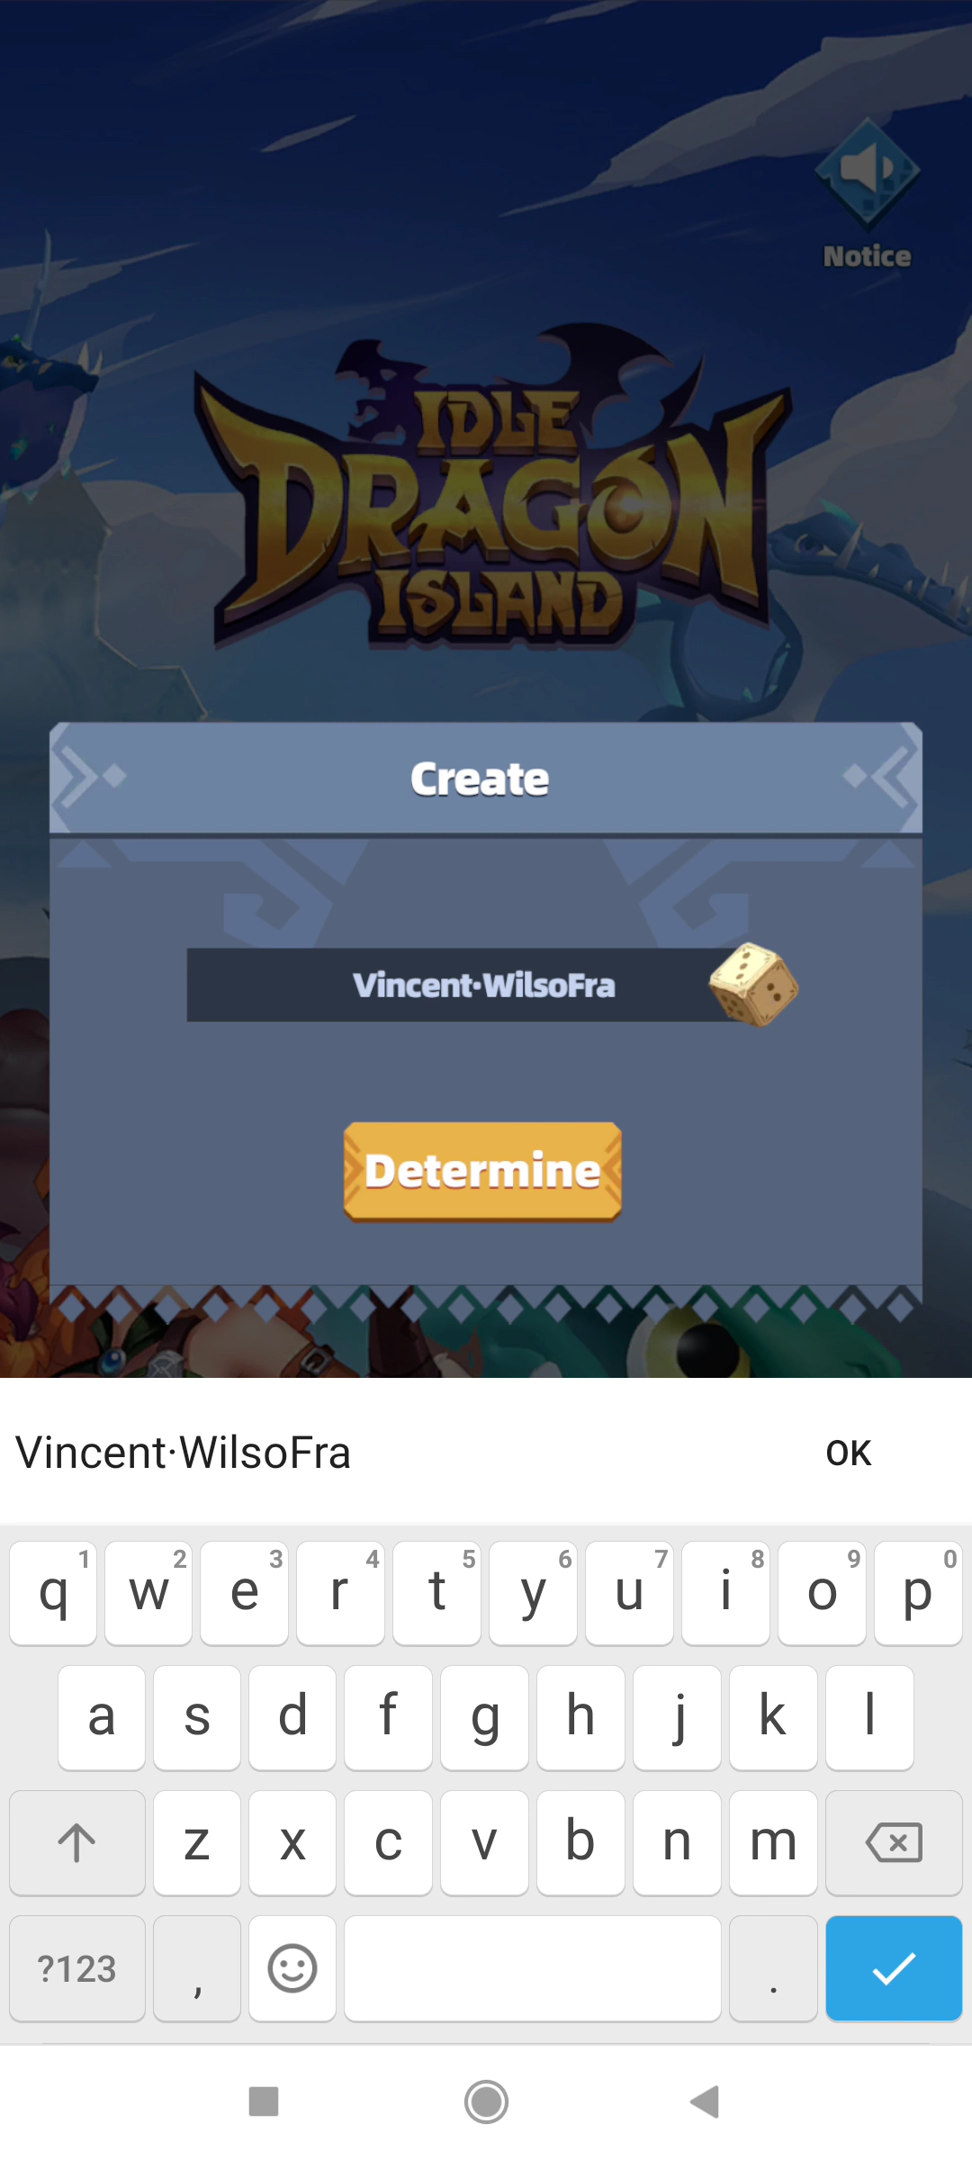 Notice
IDLE
DRAGON
ISLAND
Create
Vincent·WilsoFra
Determine
Vincent·WilsoFra OK
1 2 3 4 5 6 7 8 9 0
q w e r t y u i o p
a s d f g h j k l
z x c v b n m
?123 , .